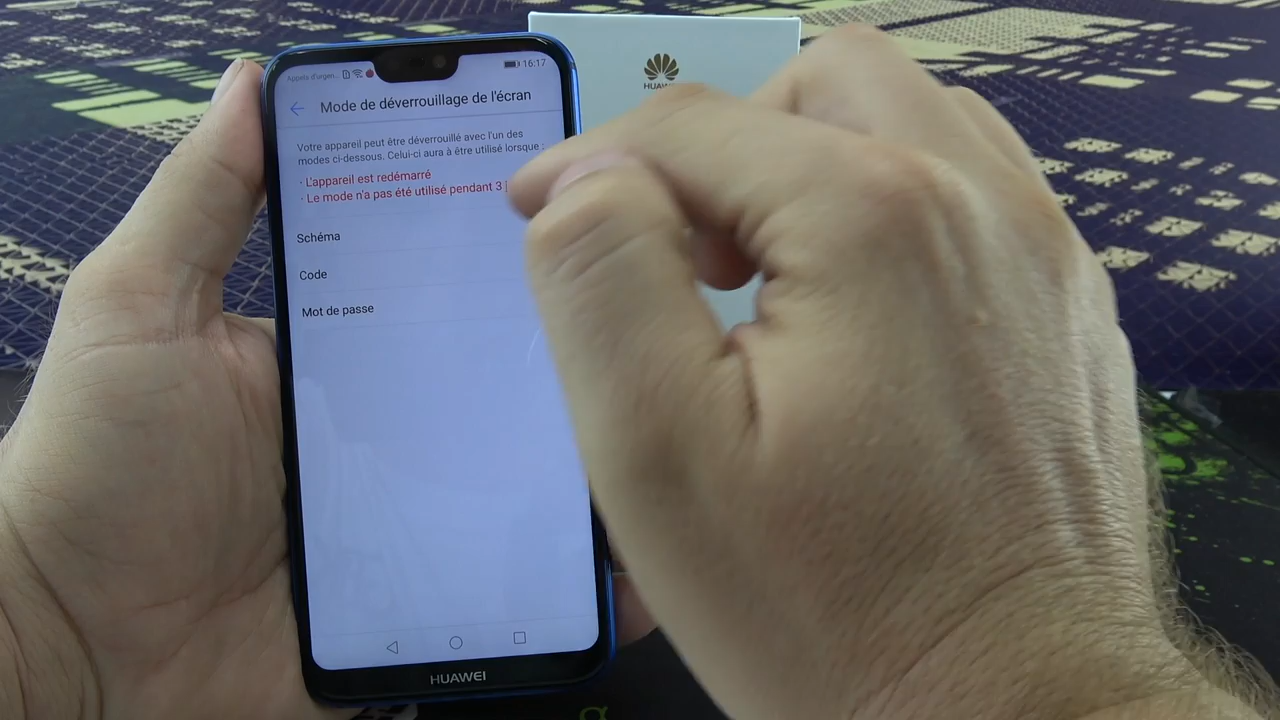 Appels d'urgen...
16:17
Mode de déverrouillage de l'écran
Votre appareil peut être déverrouillé avec l'un des
modes ci-dessous. Celui-ci aura à être utilisé lorsque :
· L'appareil est redémarré
· Le mode n'a pas été utilisé pendant 3 j
Schéma
Code
Mot de passe
HUAWEI
HUAWE